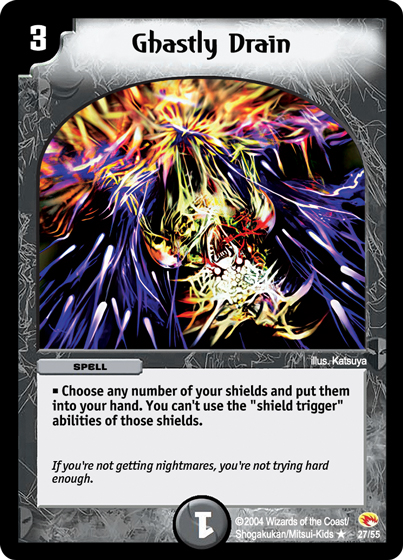 3
Ghastly Drain
illus. Katsuya
SPELL
▪ Choose any number of your shields and put them
into your hand. You can't use the "shield trigger"
abilities of those shields.
If you're not getting nightmares, you're not trying hard
enough.
1
©2004 Wizards of the Coast/
Shogakukan/Mitsui-Kids ★ 27/55